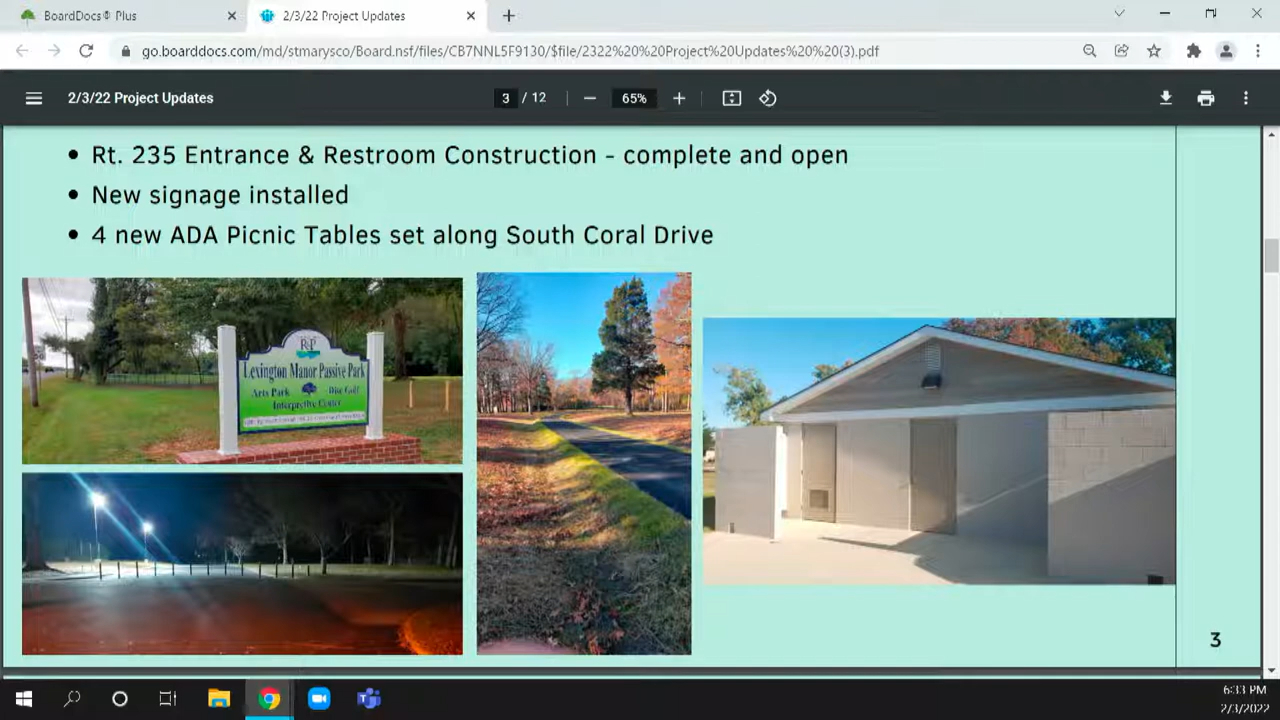 BoardDocs® Plus
2/3/22 Project Updates
go.boarddocs.com/md/stmarysco/Board.nsf/files/CB7NNL5F9130/$file/2322%20%20Project%20Updates%20%20(3).pdf
2/3/22 Project Updates
3 / 12
65%
• Rt. 235 Entrance & Restroom Construction - complete and open
• New signage installed
• 4 new ADA Picnic Tables set along South Coral Drive
R&P
Lexington Manor Passive Park
Arts Park Disc Golf
Interpretive Center
3
6:33 PM
2/3/2022